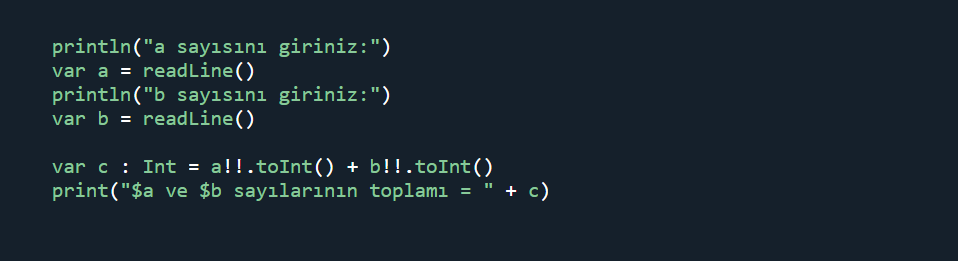 println("a sayısını giriniz:")
var a = readLine()
println("b sayısını giriniz:")
var b = readLine()
var c : Int = a!!.toInt() + b!!.toInt()
print("$a ve $b sayılarının toplamı = " + c)